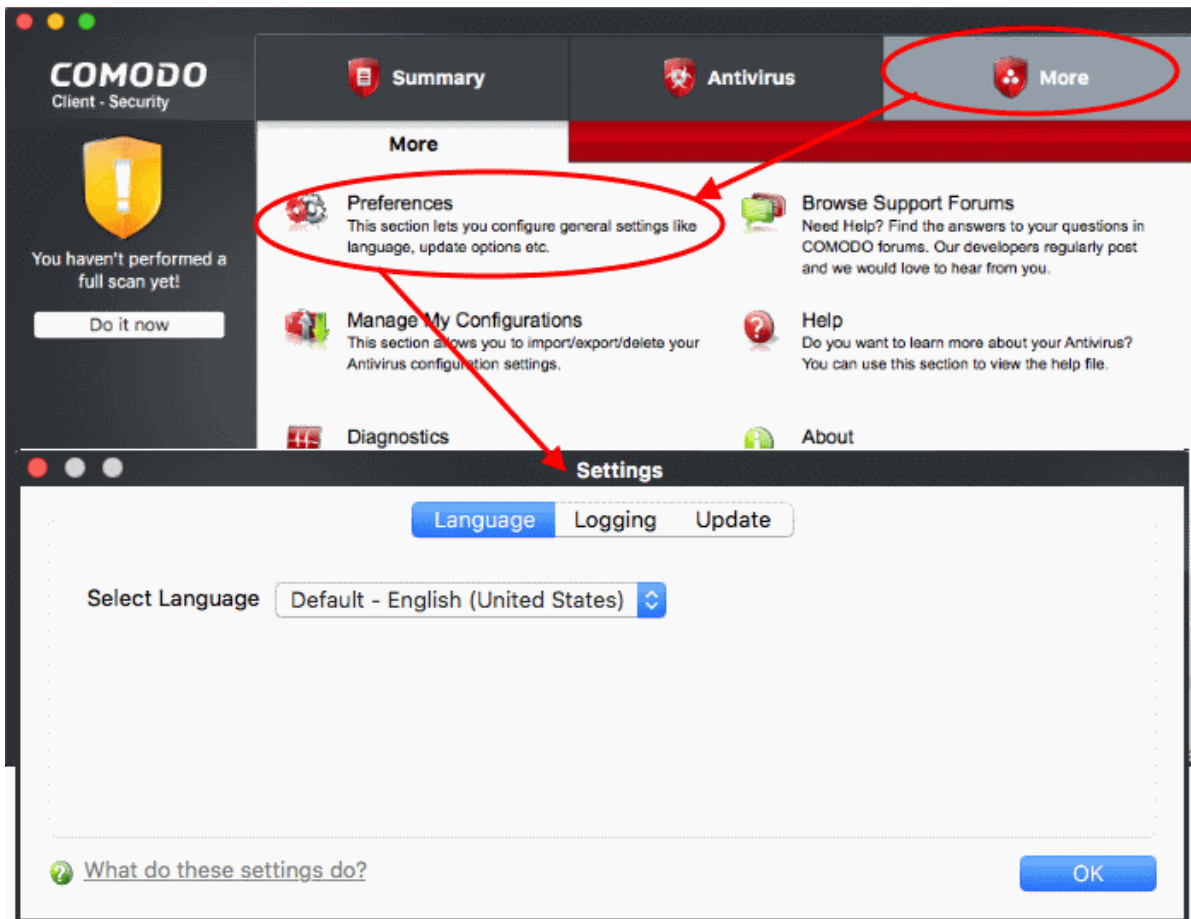 COMODO
Client - Security
Summary
Antivirus
More
More
You haven't performed a
full scan yet!
Do it now
Preferences
This section lets you configure general settings like
language, update options etc.
Browse Support Forums
Need Help? Find the answers to your questions in
COMODO forums. Our developers regularly post
and we would love to hear from you.
Manage My Configurations
This section allows you to import/export/delete your
Antivirus configuration settings.
Help
Do you want to learn more about your Antivirus?
You can use this section to view the help file.
Diagnostics
About
Settings
Language
Logging
Update
Select Language
Default - English (United States)
What do these settings do?
OK